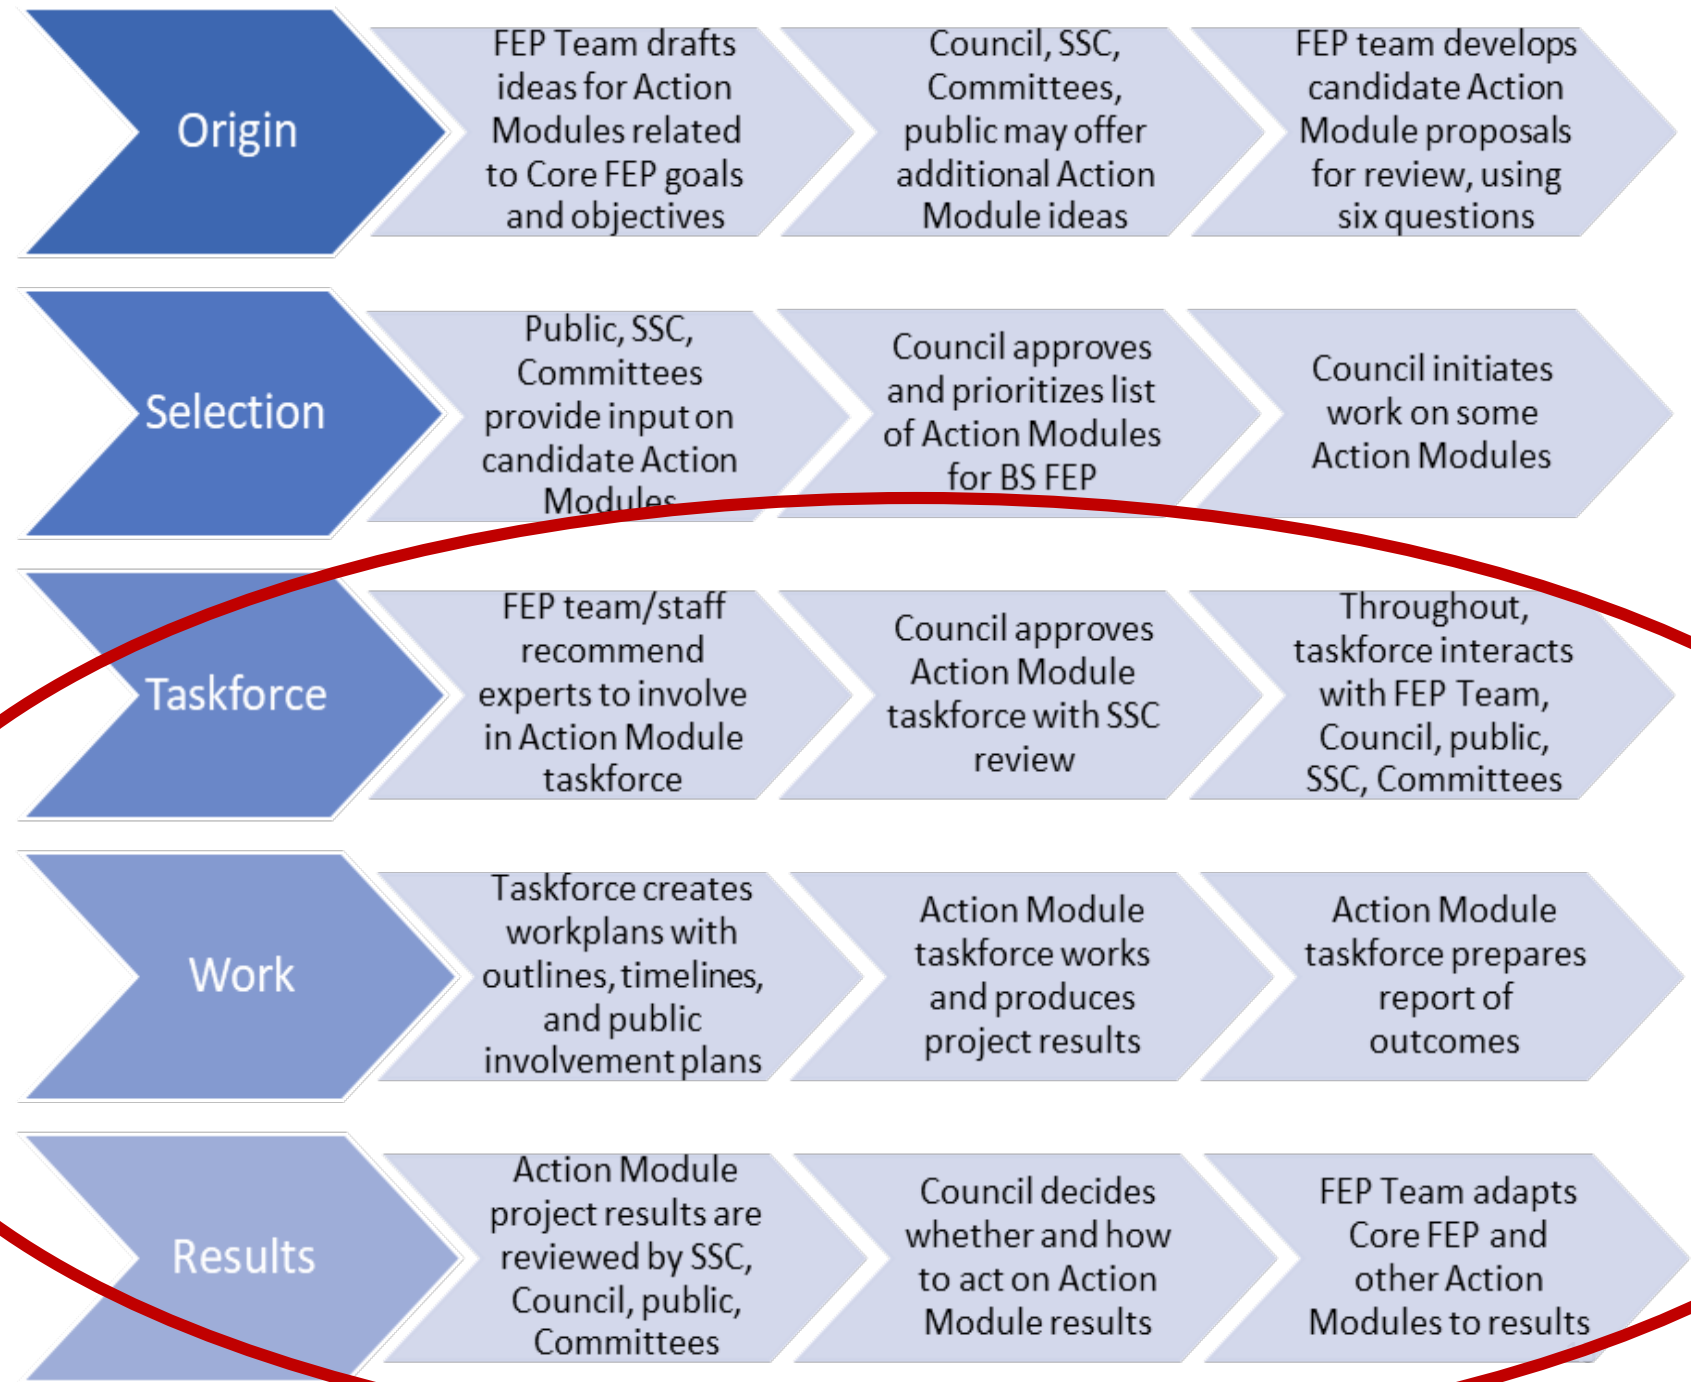 Origin
FEP Team drafts
ideas for Action
Modules related
to Core FEP goals
and objectives
Council, SSC,
Committees,
public may offer
additional Action
Module ideas
FEP team develops
candidate Action
Module proposals
for review, using
six questions
Selection
Public, SSC,
Committees
provide input on
candidate Action
Modules
Council approves
and prioritizes list
of Action Modules
for BS FEP
Council initiates
work on some
Action Modules
Taskforce
FEP team/staff
recommend
experts to involve
in Action Module
taskforce
Council approves
Action Module
taskforce with SSC
review
Throughout,
taskforce interacts
with FEP Team,
Council, public,
SSC, Committees
Work
Taskforce creates
workplans with
outlines, timelines,
and public
involvement plans
Action Module
taskforce works
and produces
project results
Action Module
taskforce prepares
report of
outcomes
Results
Action Module
project results are
reviewed by SSC,
Council, public,
Committees
Council decides
whether and how
to act on Action
Module results
FEP Team adapts
Core FEP and
other Action
Modules to results